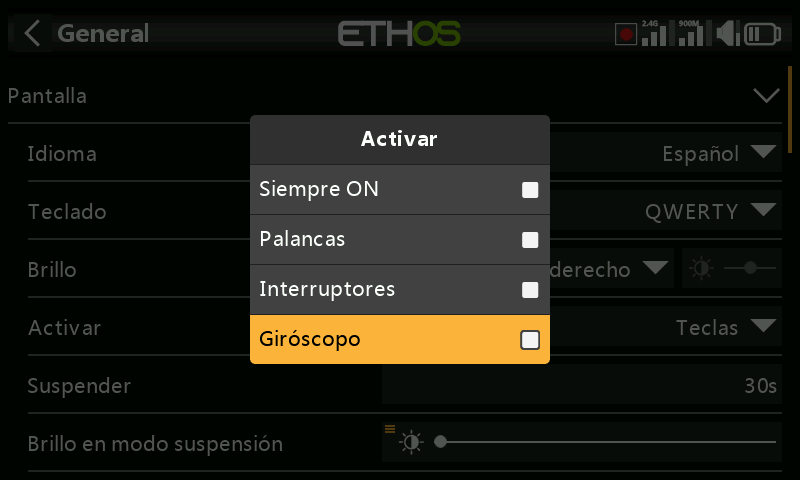 General
ETHOS
2.4G
900M
Pantalla
Idioma
Español
Teclado
QWERTY
Brillo
derecho
Activar
Teclas
Suspender
30s
Brillo en modo suspensión
Activar
Siempre ON
Palancas
Interruptores
Giróscopo